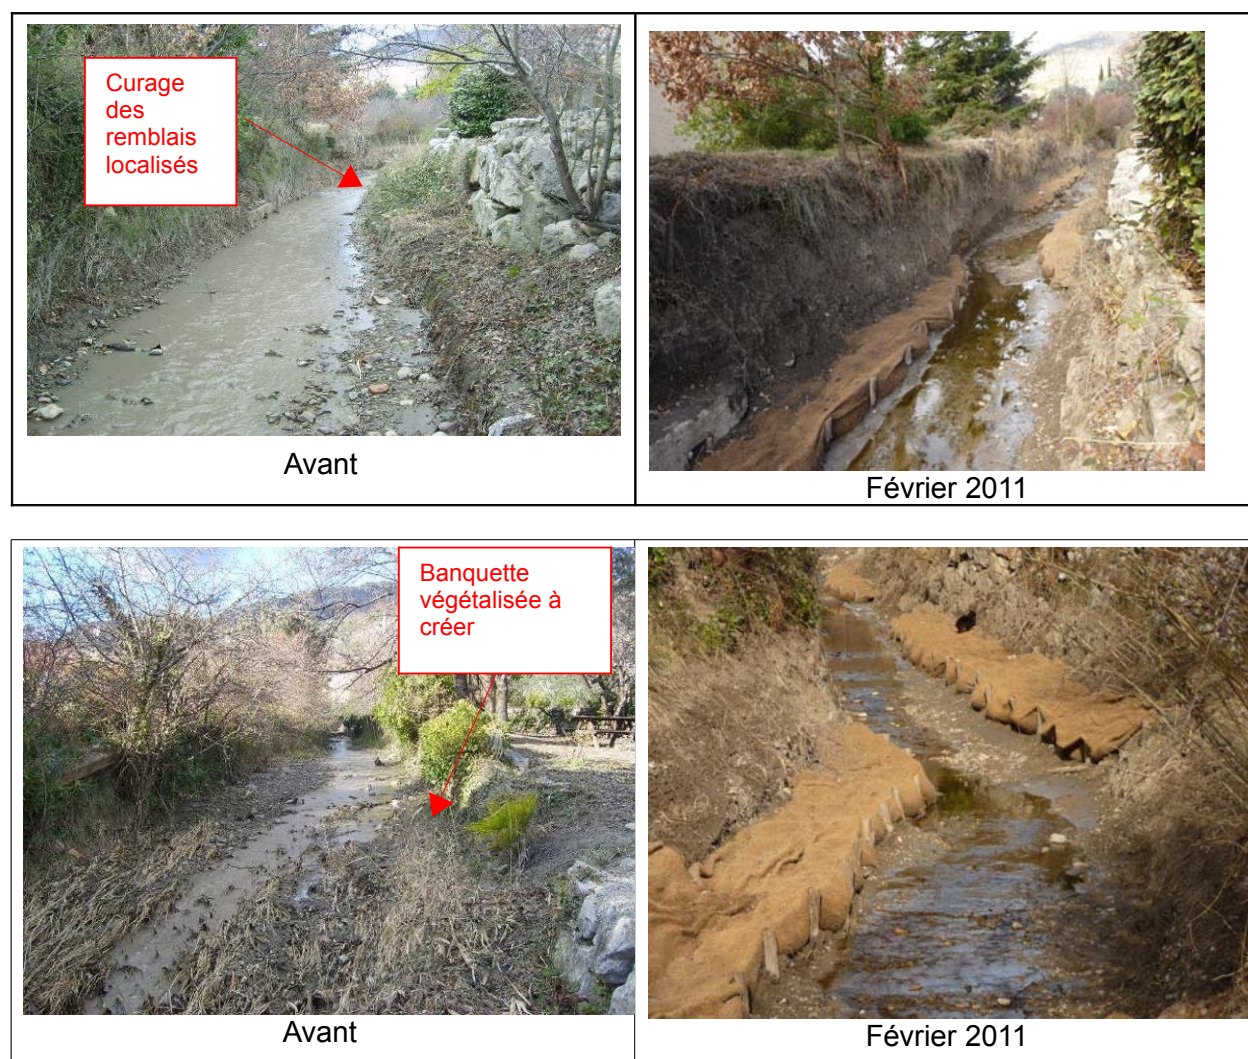 Curage
des
remblais
localisés
Avant
Février 2011
Banquette
végétalisée à
créer
Avant
Février 2011